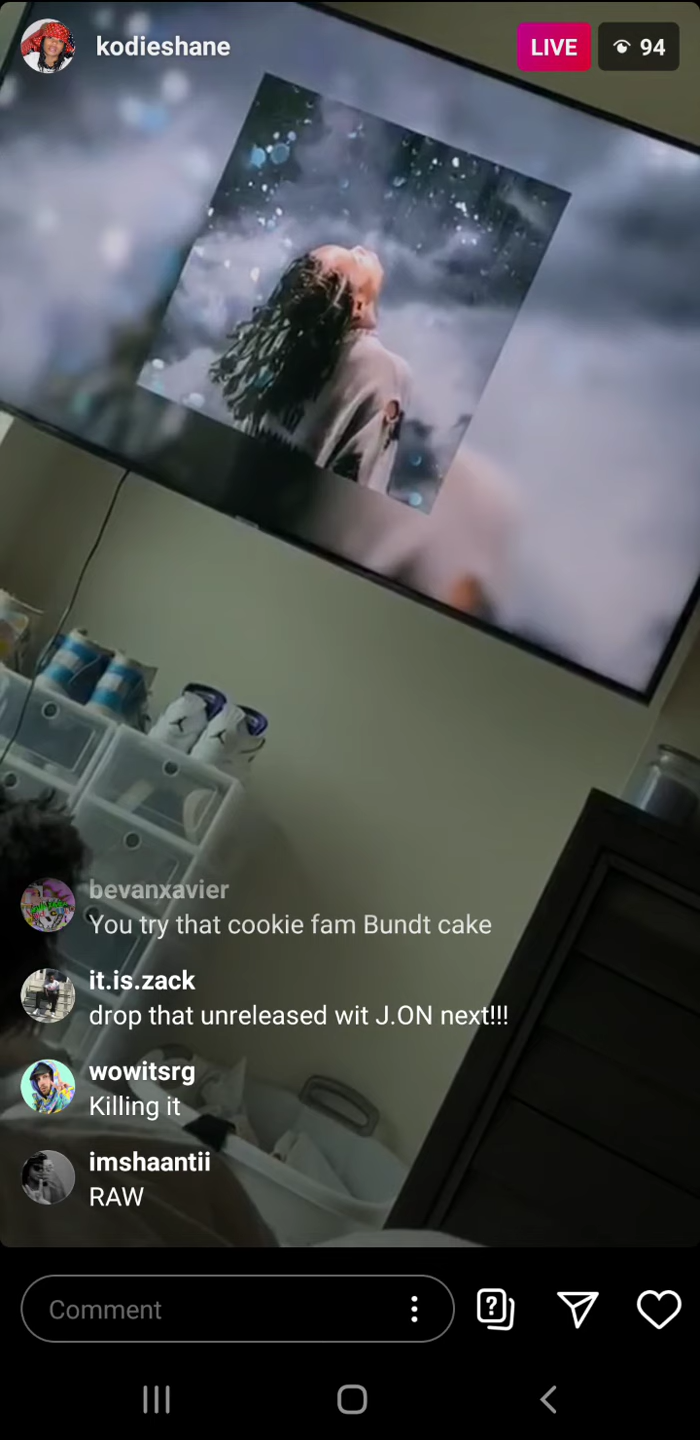 kodieshane
LIVE
94
bevanxavier
You try that cookie fam Bundt cake
it.is.zack
drop that unreleased wit J.ON next!!!
wowitsrg
Killing it
imshaantii
RAW
Comment